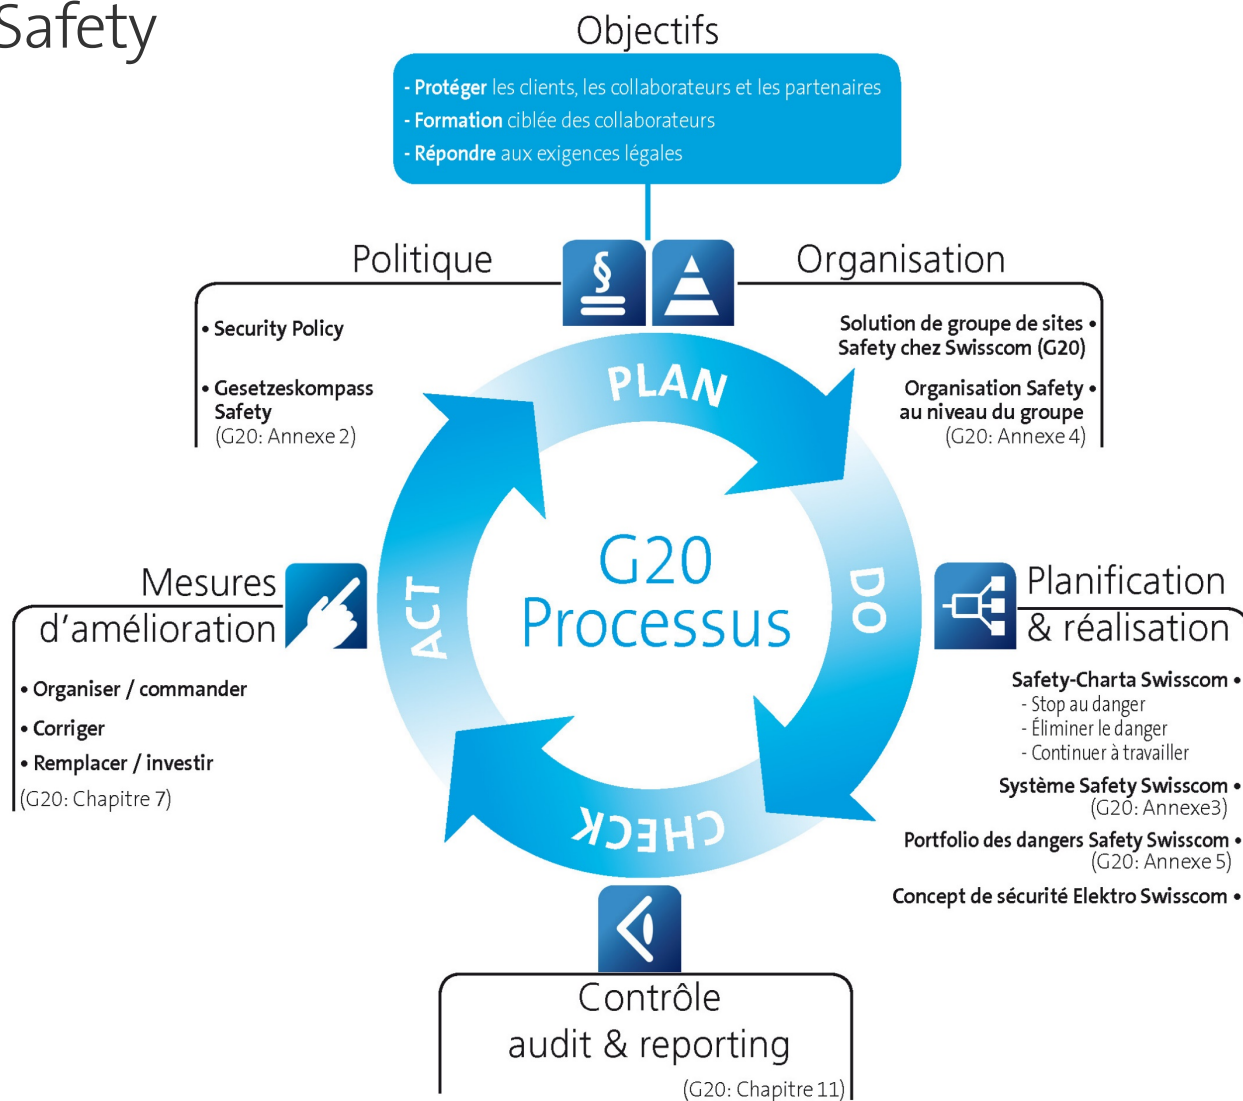 Safety
Objectifs
- Protéger les clients, les collaborateurs et les partenaires
- Formation ciblée des collaborateurs
- Répondre aux exigences légales
Politique
• Security Policy
• Gesetzeskompass
Safety
(G20: Annexe 2)
Organisation
Solution de groupe de sites •
Safety chez Swisscom (G20)
Organisation Safety •
au niveau du groupe
(G20: Annexe 4)
§
PLAN
DO
CHECK
ACT
G20
Processus
Mesures
d'amélioration
• Organiser / commander
• Corriger
• Remplacer / investir
(G20: Chapitre 7)
Planification
& réalisation
Safety-Charta Swisscom •
- Stop au danger
- Éliminer le danger
- Continuer à travailler
Système Safety Swisscom •
(G20: Annexe3)
Portfolio des dangers Safety Swisscom •
(G20: Annexe 5)
Concept de sécurité Elektro Swisscom •
Contrôle
audit & reporting
(G20: Chapitre 11)